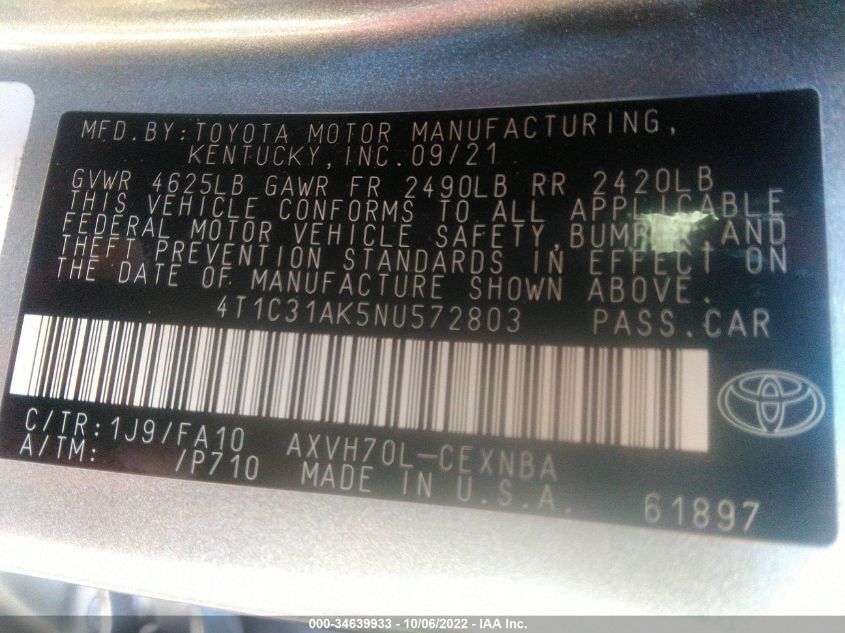 MFD.BY:TOYOTA MOTOR MANUFACTURING,
KENTUCKY,INC.09/21
GVWR 4625LB GAWR FR 2490LB RR 2420LB
THIS VEHICLE CONFORMS TO ALL APPLICABLE
FEDERAL MOTOR VEHICLE SAFETY,BUMPER,AND
THEFT PREVENTION STANDARDS IN EFFECT ON
THE DATE OF MANUFACTURE SHOWN ABOVE.
4T1C31AK5NU572803 PASS.CAR
C/TR:1J9/FA10 AXVH70L-CEXNBA
A/TM: /P710 MADE IN U.S.A. 61897
000-34639933 - 10/06/2022 - IAA Inc.